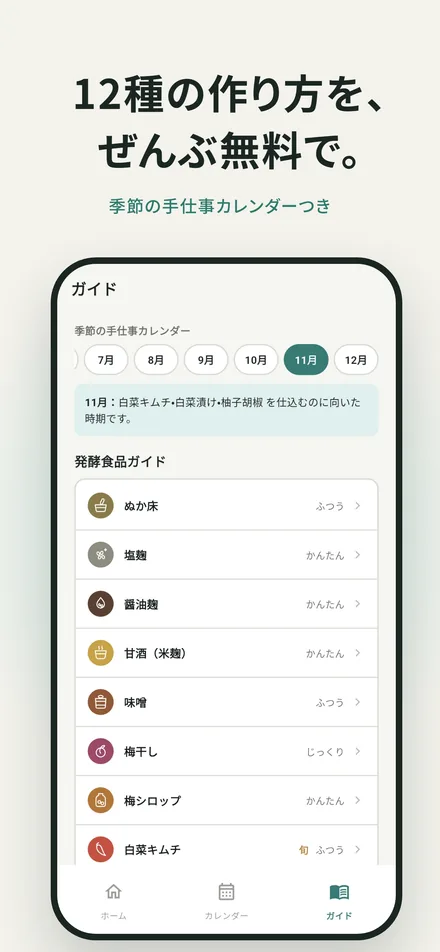 12種の作り方を、
ぜんぶ無料で。
季節の手仕事カレンダーつき
ガイド
季節の手仕事カレンダー
7月 8月 9月 10月 11月 12月
11月：白菜キムチ•白菜漬け•柚子胡椒 を仕込むのに向いた
時期です。
発酵食品ガイド
ぬか床 ふつう
塩麹 かんたん
醤油麹 かんたん
甘酒（米麹） かんたん
味噌 ふつう
梅干し じっくり
梅シロップ かんたん
白菜キムチ 旬 ふつう
ホーム カレンダー ガイド